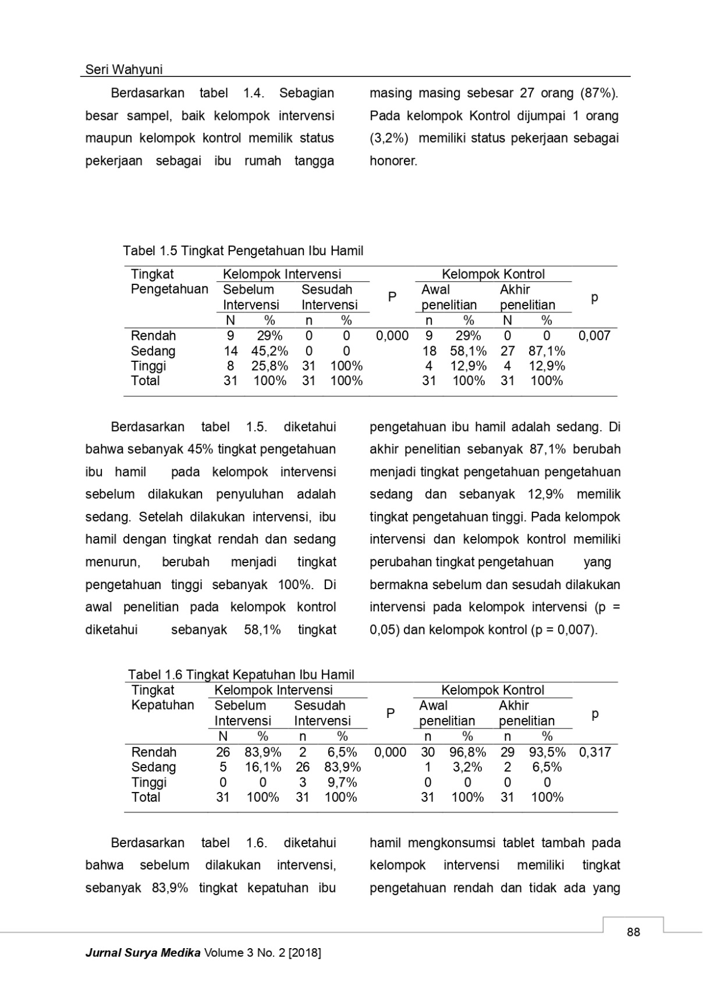 Seri Wahyuni
Berdasarkan tabel 1.4. Sebagian
besar sampel, baik kelompok intervensi
maupun kelompok kontrol memilik status
pekerjaan sebagai ibu rumah tangga
masing masing sebesar 27 orang (87%).
Pada kelompok Kontrol dijumpai 1 orang
(3,2%) memiliki status pekerjaan sebagai
honorer.
Tabel 1.5 Tingkat Pengetahuan Ibu Hamil
Tingkat Kelompok Intervensi Kelompok Kontrol
Pengetahuan Sebelum Sesudah P Awal Akhir p
Intervensi Intervensi penelitian penelitian
N % n % n % N %
Rendah 9 29% 0 0 0,000 9 29% 0 0 0,007
Sedang 14 45,2% 0 0 18 58,1% 27 87,1%
Tinggi 8 25,8% 31 100% 4 12,9% 4 12,9%
Total 31 100% 31 100% 31 100% 31 100%
Berdasarkan tabel 1.5. diketahui
bahwa sebanyak 45% tingkat pengetahuan
ibu hamil pada kelompok intervensi
sebelum dilakukan penyuluhan adalah
sedang. Setelah dilakukan intervensi, ibu
hamil dengan tingkat rendah dan sedang
menurun, berubah menjadi tingkat
pengetahuan tinggi sebanyak 100%. Di
awal penelitian pada kelompok kontrol
diketahui sebanyak 58,1% tingkat
pengetahuan ibu hamil adalah sedang. Di
akhir penelitian sebanyak 87,1% berubah
menjadi tingkat pengetahuan pengetahuan
sedang dan sebanyak 12,9% memilik
tingkat pengetahuan tinggi. Pada kelompok
intervensi dan kelompok kontrol memiliki
perubahan tingkat pengetahuan yang
bermakna sebelum dan sesudah dilakukan
intervensi pada kelompok intervensi (p =
0,05) dan kelompok kontrol (p = 0,007).
Tabel 1.6 Tingkat Kepatuhan Ibu Hamil
Tingkat Kelompok Intervensi Kelompok Kontrol
Kepatuhan Sebelum Sesudah P Awal Akhir p
Intervensi Intervensi penelitian penelitian
N % n % n % n %
Rendah 26 83,9% 2 6,5% 0,000 30 96,8% 29 93,5% 0,317
Sedang 5 16,1% 26 83,9% 1 3,2% 2 6,5%
Tinggi 0 0 3 9,7% 0 0 0 0
Total 31 100% 31 100% 31 100% 31 100%
Berdasarkan tabel 1.6. diketahui
bahwa sebelum dilakukan intervensi,
sebanyak 83,9% tingkat kepatuhan ibu
hamil mengkonsumsi tablet tambah pada
kelompok intervensi memiliki tingkat
pengetahuan rendah dan tidak ada yang
88
Jurnal Surya Medika Volume 3 No. 2 [2018]